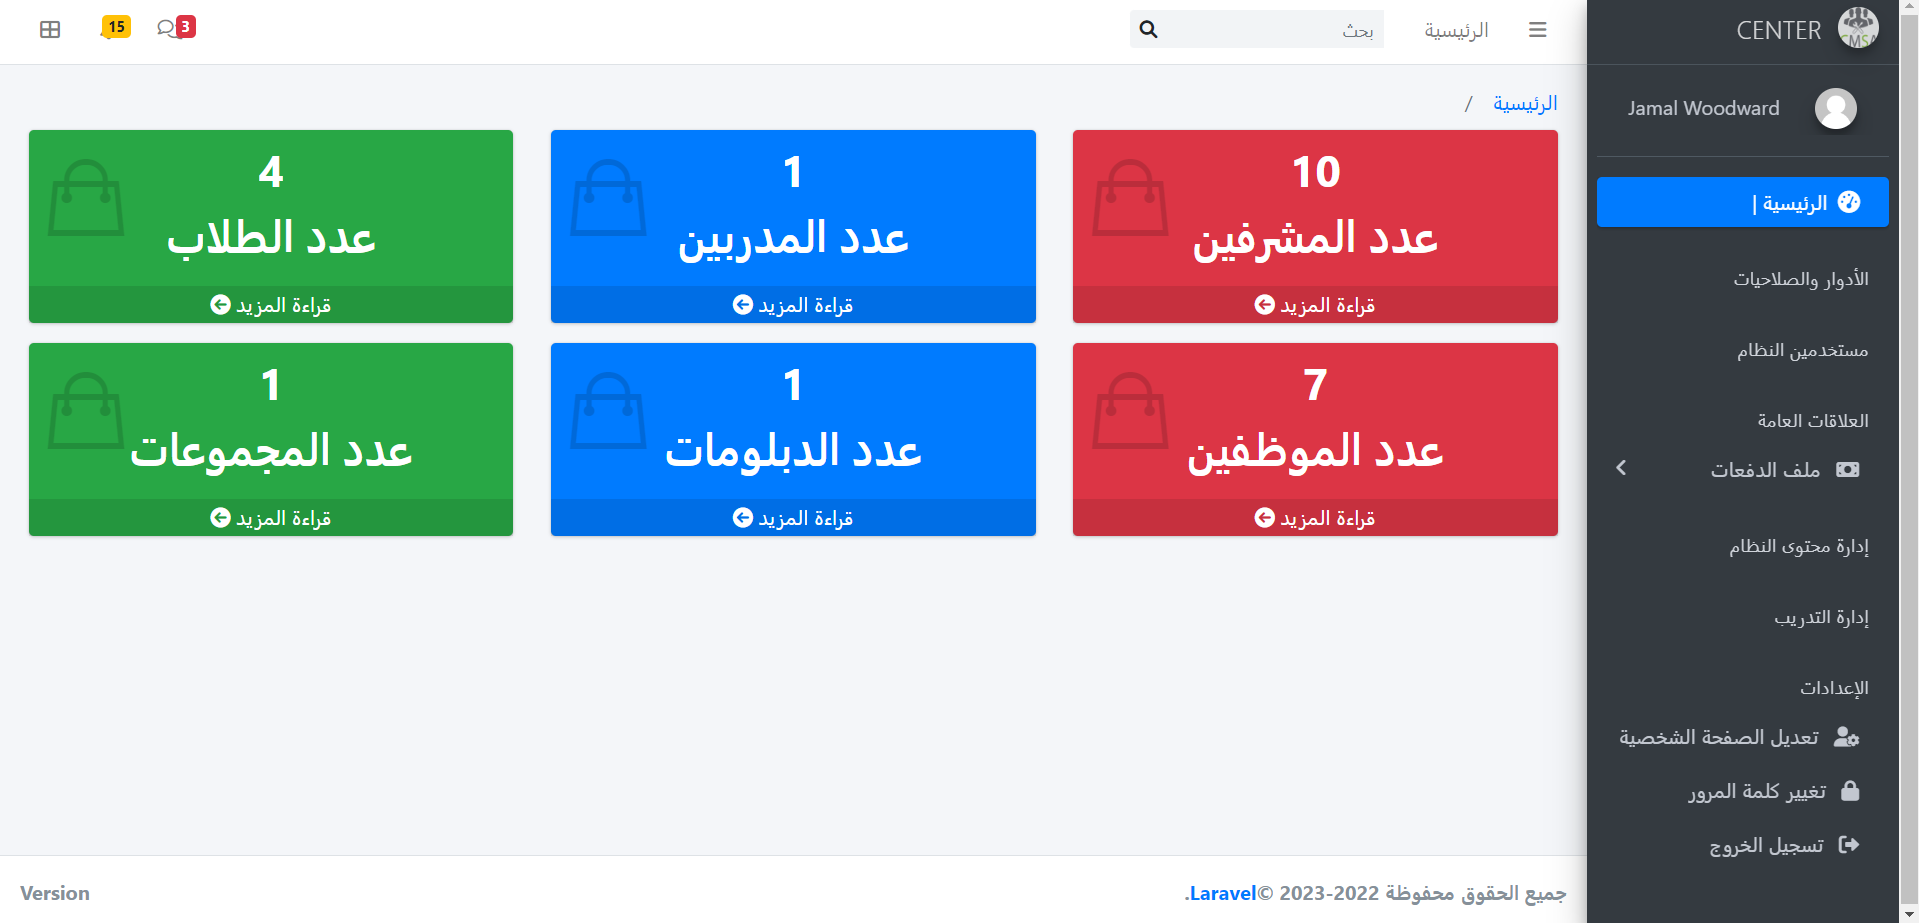 CENTER
CMSA
Jamal Woodward
الرئيسية |
الأدوار والصلاحيات
مستخدمين النظام
العلاقات العامة
ملف الدفعات
إدارة محتوى النظام
إدارة التدريب
الإعدادات
تعديل الصفحة الشخصية
تغيير كلمة المرور
تسجيل الخروج
الرئيسية
بحث
3
15
الرئيسية /
10
عدد المشرفين
قراءة المزيد
1
عدد المدربين
قراءة المزيد
4
عدد الطلاب
قراءة المزيد
7
عدد الموظفين
قراءة المزيد
1
عدد الدبلومات
قراءة المزيد
1
عدد المجموعات
قراءة المزيد
جميع الحقوق محفوظة 2022-2023 ©Laravel.
Version